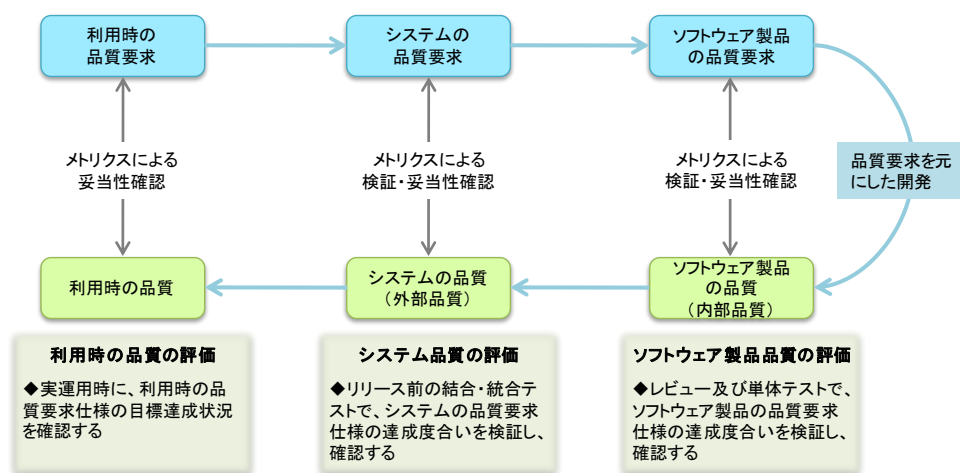 利用時の
品質要求
システムの
品質要求
ソフトウェア製品
の品質要求
メトリクスによる
妥当性確認
メトリクスによる
検証・妥当性確認
メトリクスによる
検証・妥当性確認
品質要求を元
にした開発
利用時の品質
システムの品質
（外部品質）
ソフトウェア製品
の品質
（内部品質）
利用時の品質の評価
◆実運用時に、利用時の品
質要求仕様の目標達成状況
を確認する
システム品質の評価
◆リリース前の結合・統合テ
ストで、システムの品質要求
仕様の達成度合いを検証し、
確認する
ソフトウェア製品品質の評価
◆レビュー及び単体テストで、
ソフトウェア製品の品質要求
仕様の達成度合いを検証し、
確認する